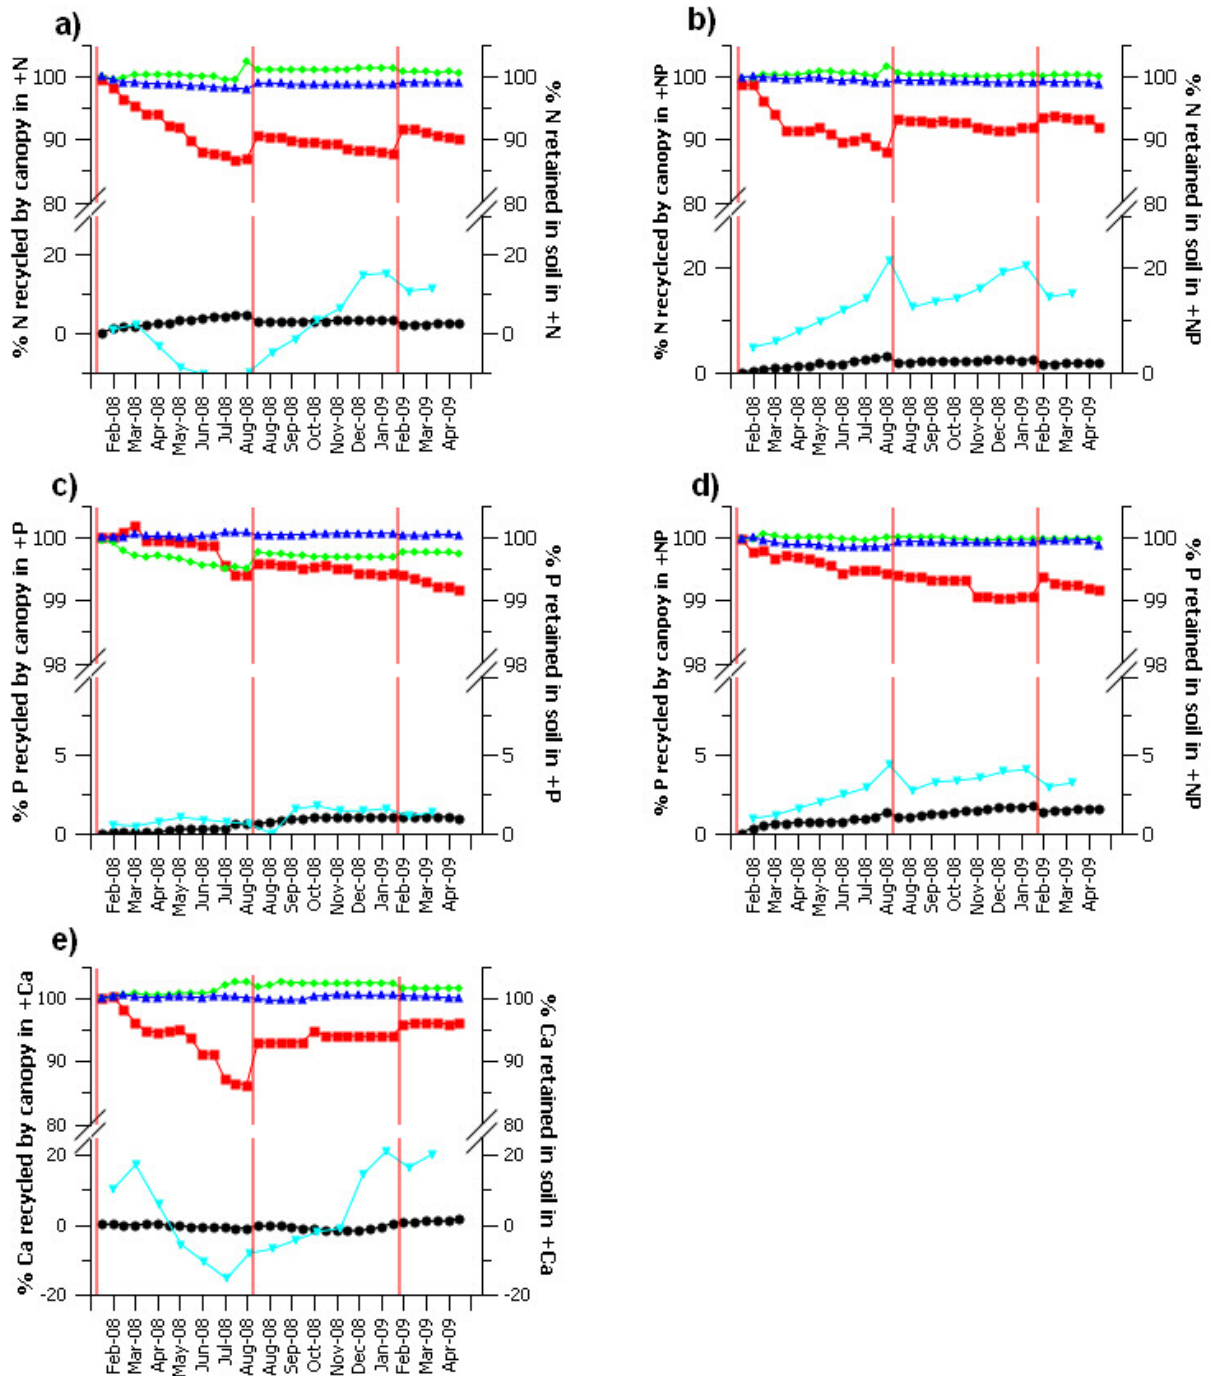 a)
% N recycled by canopy in +N
100
90
80
20
0
100
90
80
20
0
% N retained in soil in +N
Feb-08 Mar-08 Apr-08 May-08 Jun-08 Jul-08 Aug-08 Aug-08 Sep-08 Oct-08 Nov-08 Dec-08 Jan-09 Feb-09 Mar-09 Apr-09
b)
% N recyclced by canopy in +NP
100
90
80
20
0
100
90
80
20
0
% N retained in soil in +NP
Feb-08 Mar-08 Apr-08 May-08 Jun-08 Jul-08 Aug-08 Aug-08 Sep-08 Oct-08 Nov-08 Dec-08 Jan-09 Feb-09 Mar-09 Apr-09
c)
% P recycled by canopy in +P
100
99
98
5
0
100
99
98
5
0
% P retained in soil in +P
Feb-08 Mar-08 Apr-08 May-08 Jun-08 Jul-08 Aug-08 Aug-08 Sep-08 Oct-08 Nov-08 Dec-08 Jan-09 Feb-09 Mar-09 Apr-09
d)
% P recycled by canpoy in +NP
100
99
98
5
0
100
99
98
5
0
% P retained in soil in +NP
Feb-08 Mar-08 Apr-08 May-08 Jun-08 Jul-08 Aug-08 Aug-08 Sep-08 Oct-08 Nov-08 Dec-08 Jan-09 Feb-09 Mar-09 Apr-09
e)
% Ca recycled by canopy in +Ca
100
90
80
20
0
-20
100
90
80
20
0
-20
% Ca retained in soil in +Ca
Feb-08 Mar-08 Apr-08 May-08 Jun-08 Jul-08 Aug-08 Aug-08 Sep-08 Oct-08 Nov-08 Dec-08 Jan-09 Feb-09 Mar-09 Apr-09